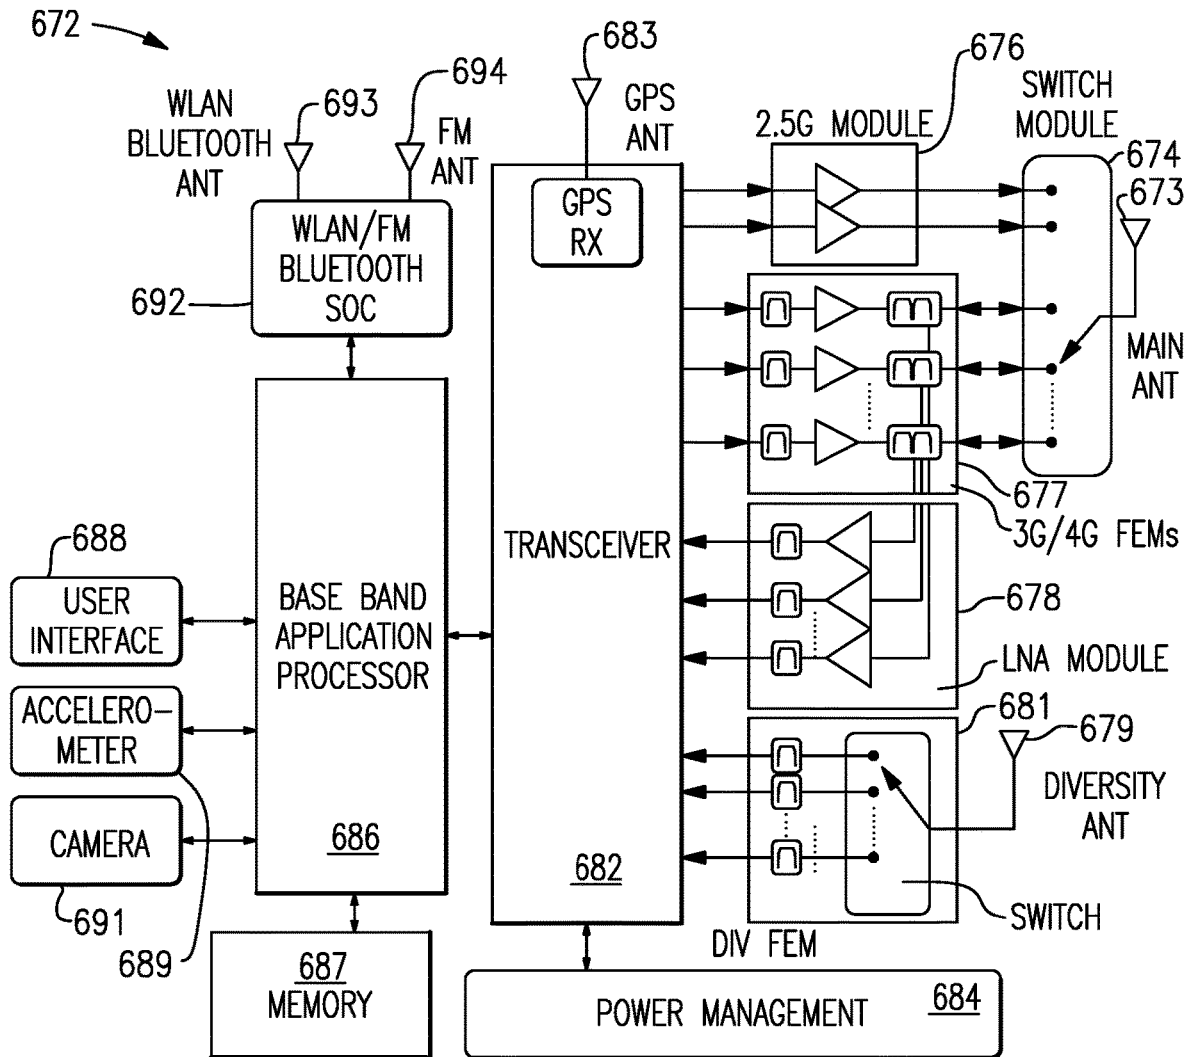 672
683
676
694
693
WLAN
BLUETOOTH
ANT
FM
ANT
GPS
ANT
2.5G MODULE
SWITCH
MODULE
674
673
GPS
RX
WLAN/FM
BLUETOOTH
SOC
692
MAIN
ANT
677
3G/4G FEMs
TRANSCEIVER
688
USER
INTERFACE
BASE BAND
APPLICATION
PROCESSOR
678
LNA MODULE
ACCELERO-
METER
681
679
DIVERSITY
ANT
CAMERA
686
682
691
SWITCH
689
DIV FEM
687
MEMORY
POWER MANAGEMENT
684